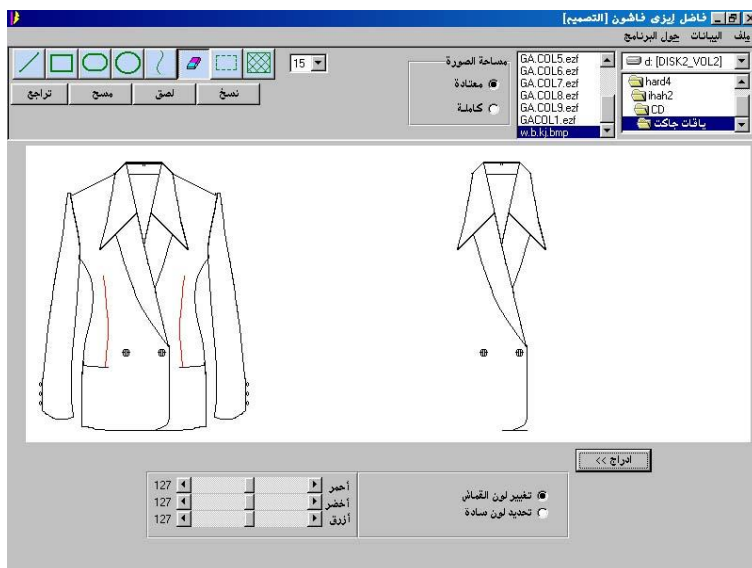 فاضل إيزى فاشون [التصميم]
ملف البيانات حول البرنامج
d: [DISK2_VOL2]
hard4
ihah2
CD
ياقات جاكت
GA.COL5.ezf
GA.COL6.ezf
GA.COL7.ezf
GA.COL8.ezf
GA.COL9.ezf
GACOL1.ezf
w.b.kj.bmp
مساحة الصورة
معتادة
كاملة
15
نسخ لصق مسح تراجع
ادراج >>
تغيير لون القماش
تحديد لون سادة
أحمر 127
أخضر 127
أزرق 127